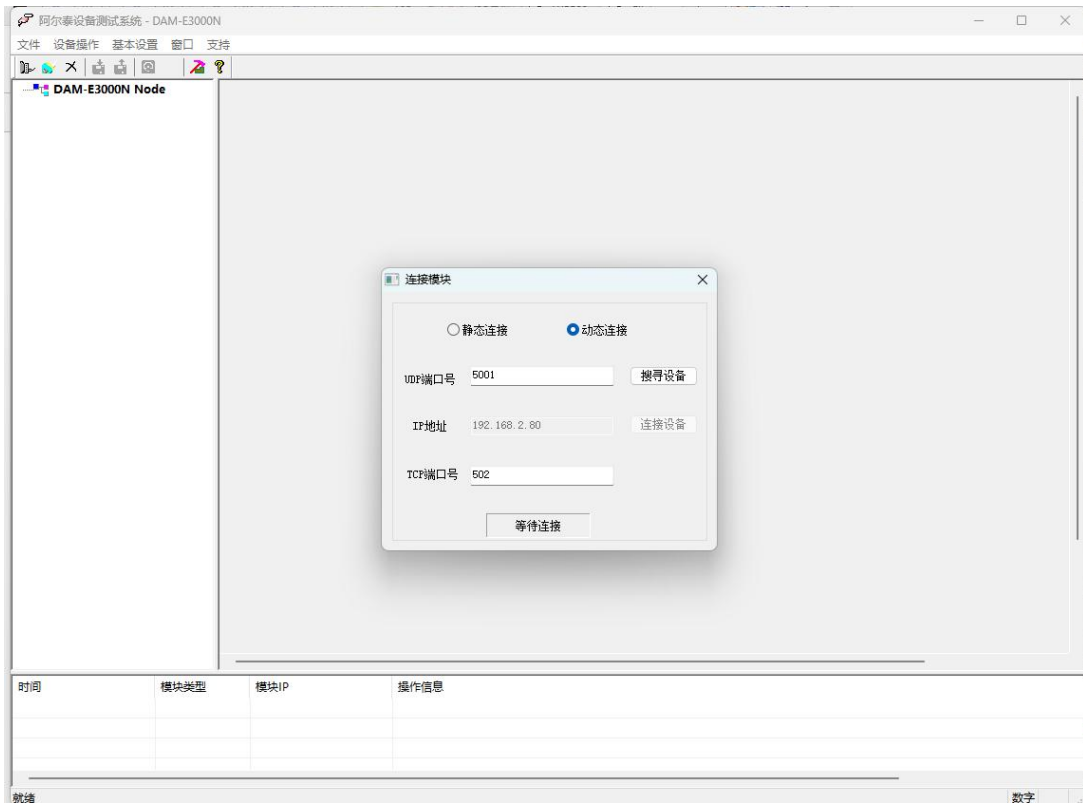 阿尔泰设备测试系统 - DAM-E3000N
文件 设备操作 基本设置 窗口 支持
DAM-E3000N Node
连接模块
静态连接 动态连接
UDP端口号 5001 搜寻设备
IP地址 192.168.2.80 连接设备
TCP端口号 502
等待连接
时间 模块类型 模块IP 操作信息
就绪 数字